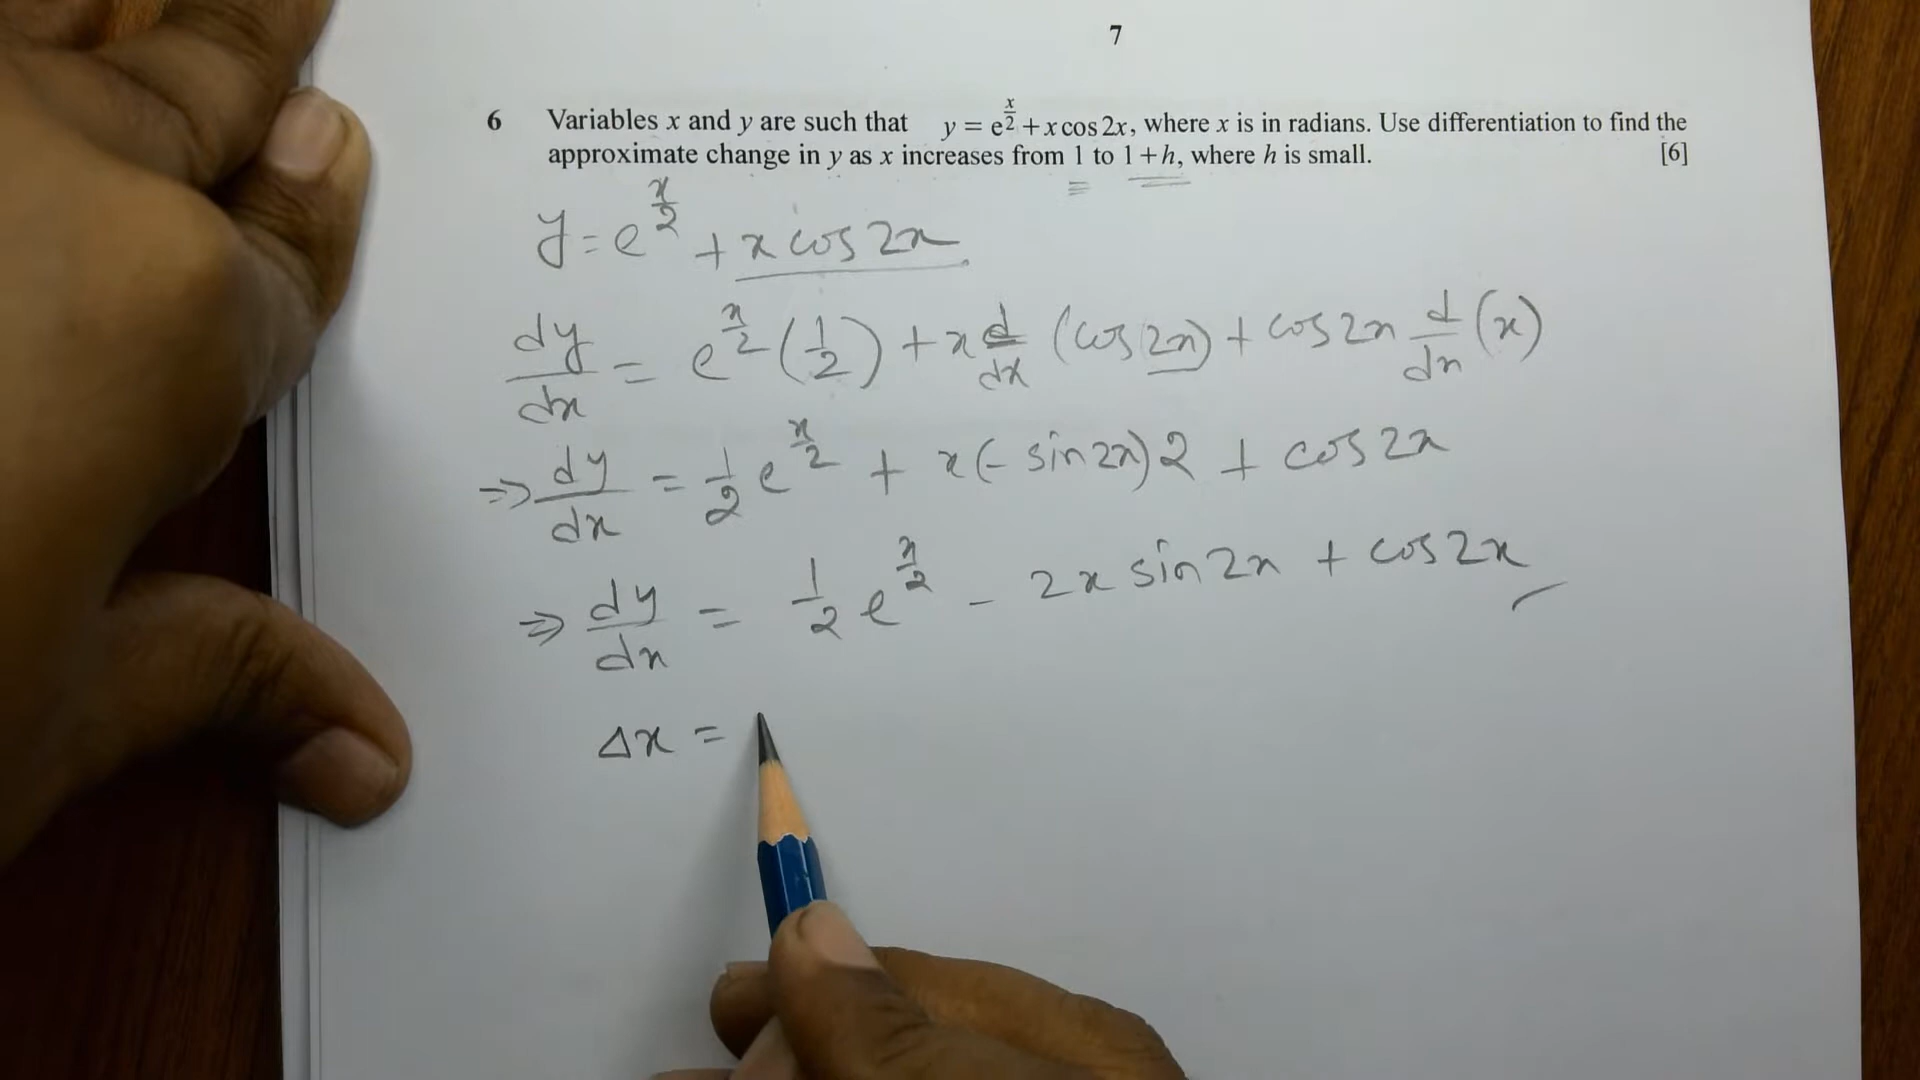 7
6 Variables x and y are such that y = e^(x/2) + x cos 2x, where x is in radians. Use differentiation to find the
approximate change in y as x increases from 1 to 1 + h, where h is small. [6]
y = e^(x/2) + x cos 2x
dy/dx = e^(x/2) (1/2) + x d/dx (cos 2x) + cos 2x d/dx (x)
⇒ dy/dx = 1/2 e^(x/2) + x(- sin 2x) 2 + cos 2x
⇒ dy/dx = 1/2 e^(x/2) - 2x sin 2x + cos 2x
Δx =